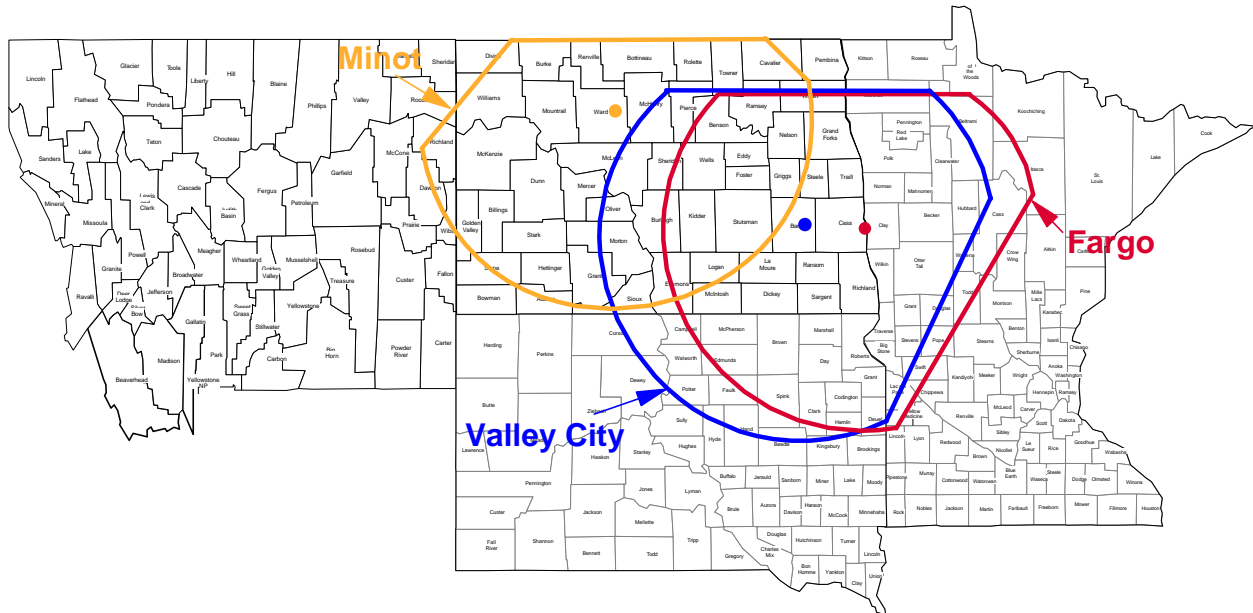 Minot
Valley City
Fargo
Lincoln
Flathead
Glacier
Toole
Liberty
Hill
Blaine
Phillips
Valley
Sheridan
Pondera
Teton
Chouteau
Lake
Sanders
Mineral
Missoula
Cascade
Fergus
Petroleum
Garfield
McCone
Richland
Dawson
Prairie
Clark
Basin
Powell
Meagher
Wheatland
Golden
Valley
Musselshell
Rosebud
Treasure
Custer
Fallon
Granite
Broadwater
Jefferson
Ravalli
Lodge
Bow
Gallatin
Park
Grass
Stillwater
Yellowstone
Carbon
Big
Horn
Powder
River
Carter
Madison
Beaverhead
Yellowstone
NP
Burke
Renville
Bottineau
Rolette
Towner
Cavalier
Pembina
Williams
Mountrail
Ward
McHenry
Pierce
Ramsey
Benson
Nelson
Grand
Forks
McKenzie
McLean
Sheridan
Wells
Eddy
Foster
Griggs
Steele
Traill
Dunn
Mercer
Oliver
Billings
Golden
Valley
Stark
Morton
Burleigh
Kidder
Stutsman
Cass
Hettinger
Grant
Bowman
Sioux
Emmons
Logan
La
Moure
Ransom
Richland
McIntosh
Dickey
Sargent
Harding
Perkins
Campbell
McPherson
Brown
Marshall
Roberts
Walworth
Edmunds
Day
Grant
Dewey
Potter
Faulk
Spink
Clark
Codington
Hamlin
Deuel
Butte
Sully
Hyde
Hughes
Lawrence
Haakon
Stanley
Beadle
Kingsbury
Brookings
Pennington
Jones
Lyman
Buffalo
Jerauld
Sanborn
Miner
Lake
Moody
Brule
Aurora
Davison
Hanson
McCook
Minnehaha
Custer
Jackson
Mellette
Fall
River
Shannon
Bennett
Todd
Tripp
Gregory
Douglas
Charles
Mix
Hutchinson
Turner
Lincoln
Bon
Homme
Yankton
Clay
Union
Kittson
Roseau
of
the
Woods
Koochiching
Cook
Lake
St.
Louis
Pennington
Red
Lake
Beltrami
Polk
Clearwater
Itasca
Norman
Mahnomen
Hubbard
Cass
Clay
Becker
Aitkin
Wilkin
Otter
Tail
Crow
Wing
Pine
Grant
Douglas
Todd
Morrison
Mille
Lacs
Kanabec
Traverse
Big
Stone
Stevens
Pope
Stearns
Benton
Isanti
Chisago
Sherburne
Swift
Kandiyohi
Meeker
Wright
Anoka
Washington
Hennepin
Ramsey
Chippewa
Renville
McLeod
Carver
Scott
Dakota
Sibley
Lincoln
Lyon
Redwood
Nicollet
Le
Sueur
Rice
Goodhue
Wabasha
Brown
Pipestone
Murray
Cottonwood
Watonwan
Blue
Earth
Waseca
Steele
Dodge
Olmsted
Winona
Rock
Nobles
Jackson
Martin
Faribault
Freeborn
Mower
Fillmore
Houston